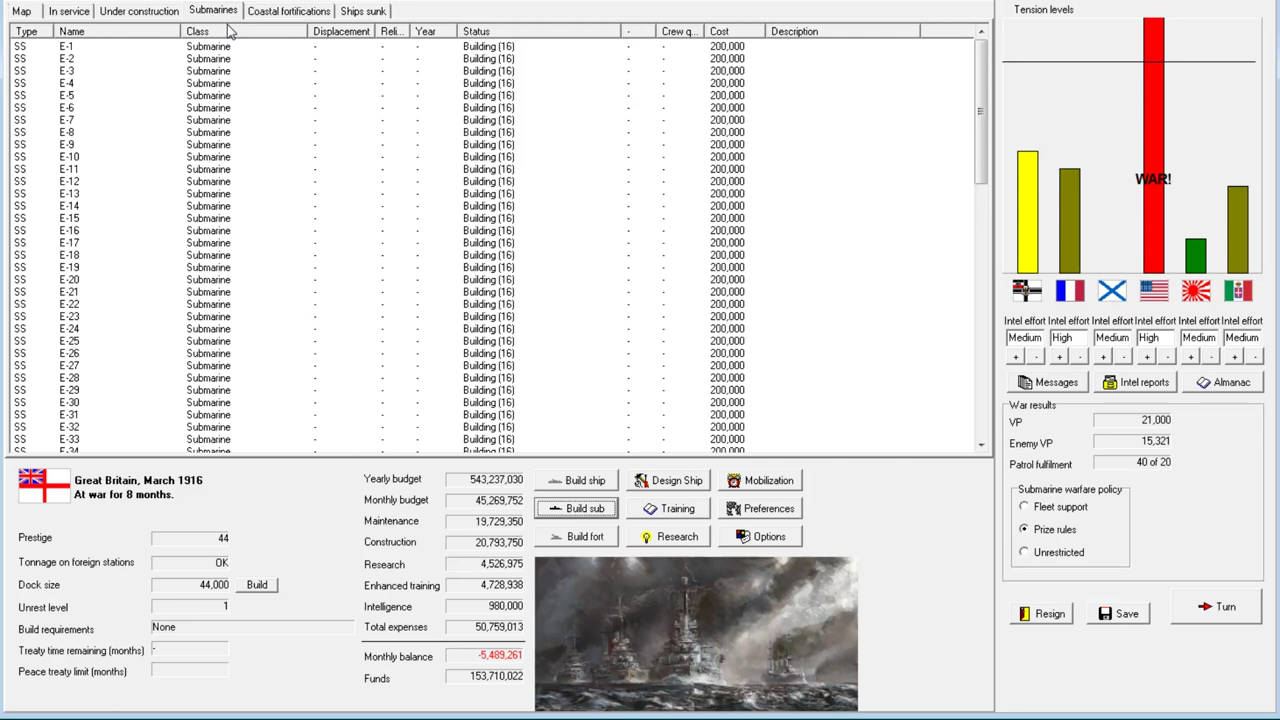 Map In service Under construction Submarines Coastal fortifications Ships sunk
Type Name Class Displacement Reli... Year Status - Crew q... Cost Description
SS E-1 Submarine - - - Building (16) - - 200,000
SS E-2 Submarine - - - Building (16) - - 200,000
SS E-3 Submarine - - - Building (16) - - 200,000
SS E-4 Submarine - - - Building (16) - - 200,000
SS E-5 Submarine - - - Building (16) - - 200,000
SS E-6 Submarine - - - Building (16) - - 200,000
SS E-7 Submarine - - - Building (16) - - 200,000
SS E-8 Submarine - - - Building (16) - - 200,000
SS E-9 Submarine - - - Building (16) - - 200,000
SS E-10 Submarine - - - Building (16) - - 200,000
SS E-11 Submarine - - - Building (16) - - 200,000
SS E-12 Submarine - - - Building (16) - - 200,000
SS E-13 Submarine - - - Building (16) - - 200,000
SS E-14 Submarine - - - Building (16) - - 200,000
SS E-15 Submarine - - - Building (16) - - 200,000
SS E-16 Submarine - - - Building (16) - - 200,000
SS E-17 Submarine - - - Building (16) - - 200,000
SS E-18 Submarine - - - Building (16) - - 200,000
SS E-19 Submarine - - - Building (16) - - 200,000
SS E-20 Submarine - - - Building (16) - - 200,000
SS E-21 Submarine - - - Building (16) - - 200,000
SS E-22 Submarine - - - Building (16) - - 200,000
SS E-23 Submarine - - - Building (16) - - 200,000
SS E-24 Submarine - - - Building (16) - - 200,000
SS E-25 Submarine - - - Building (16) - - 200,000
SS E-26 Submarine - - - Building (16) - - 200,000
SS E-27 Submarine - - - Building (16) - - 200,000
SS E-28 Submarine - - - Building (16) - - 200,000
SS E-29 Submarine - - - Building (16) - - 200,000
SS E-30 Submarine - - - Building (16) - - 200,000
SS E-31 Submarine - - - Building (16) - - 200,000
SS E-32 Submarine - - - Building (16) - - 200,000
SS E-33 Submarine - - - Building (16) - - 200,000
SS E-34 Submarine - - - Building (16) - - 200,000
Great Britain, March 1916
At war for 8 months.
Prestige 44
Tonnage on foreign stations OK
Dock size 44,000 Build
Unrest level 1
Build requirements None
Treaty time remaining (months) -
Peace treaty limit (months)
Yearly budget 543,237,030
Monthly budget 45,269,752
Maintenance 19,729,350
Construction 20,793,750
Research 4,526,975
Enhanced training 4,728,938
Intelligence 980,000
Total expenses 50,759,013
Monthly balance -5,489,261
Funds 153,710,022
Build ship Design Ship Mobilization
Build sub Training Preferences
Build fort Research Options
Tension levels
WAR!
Intel effort Intel effort Intel effort Intel effort Intel effort Intel effort
Medium High Medium High Medium Medium
+ - + - + - + - + - + -
Messages Intel reports Almanac
War results
VP 21,000
Enemy VP 15,321
Patrol fulfilment 40 of 20
Submarine warfare policy
Fleet support
Prize rules
Unrestricted
Resign Save Turn